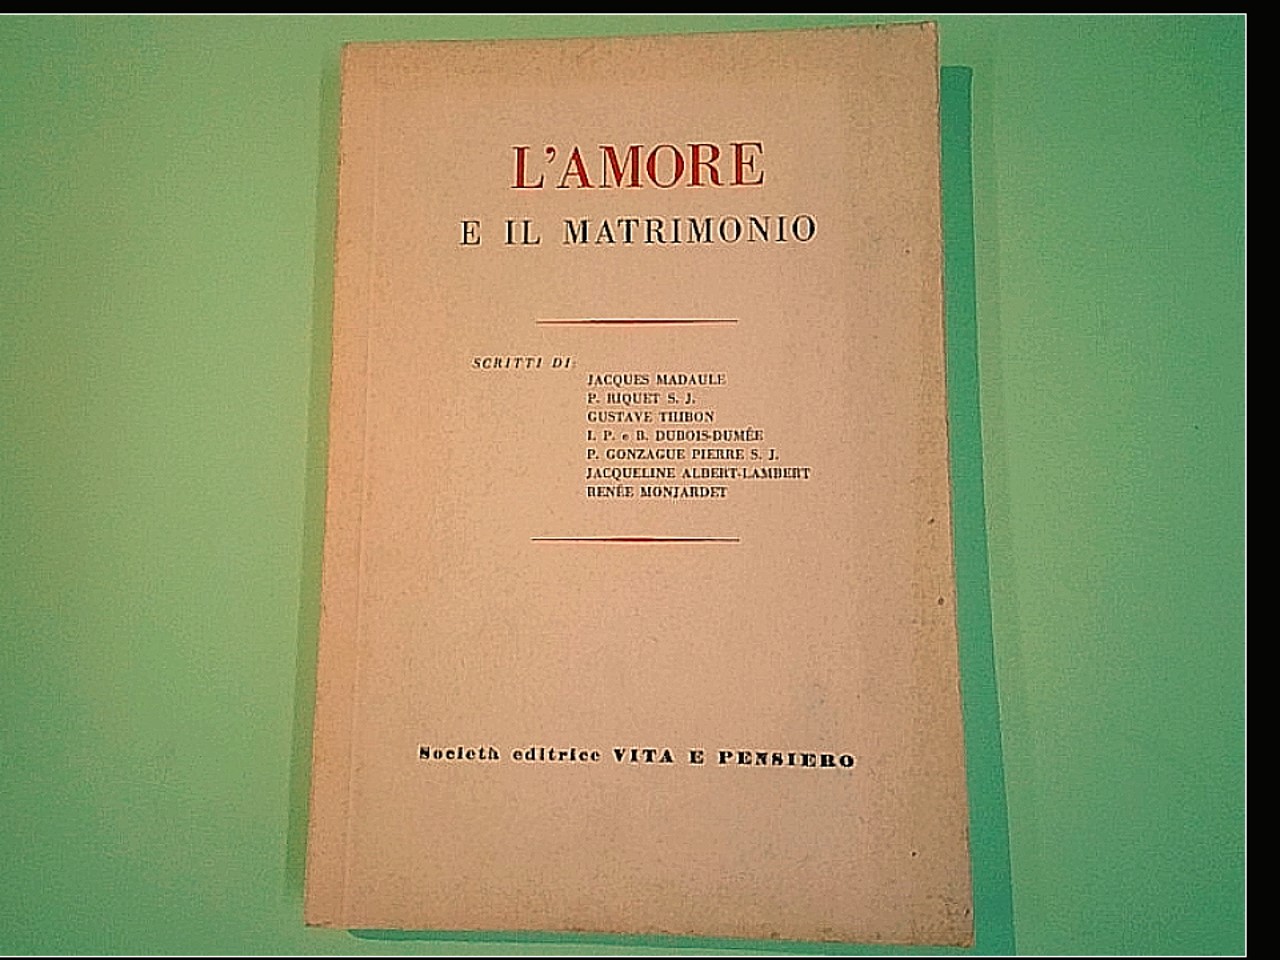 L'AMORE
E IL MATRIMONIO
SCRITTI DI:
JACQUES MADAULE
P. RIQUET S. J.
GUSTAVE THIBON
I. P. e B. DUBOIS-DUMÉE
P. GONZAGUE PIERRE S. J.
JACQUELINE ALBERT-LAMBERT
RENÉE MONJARDET
Società editrice VITA E PENSIERO